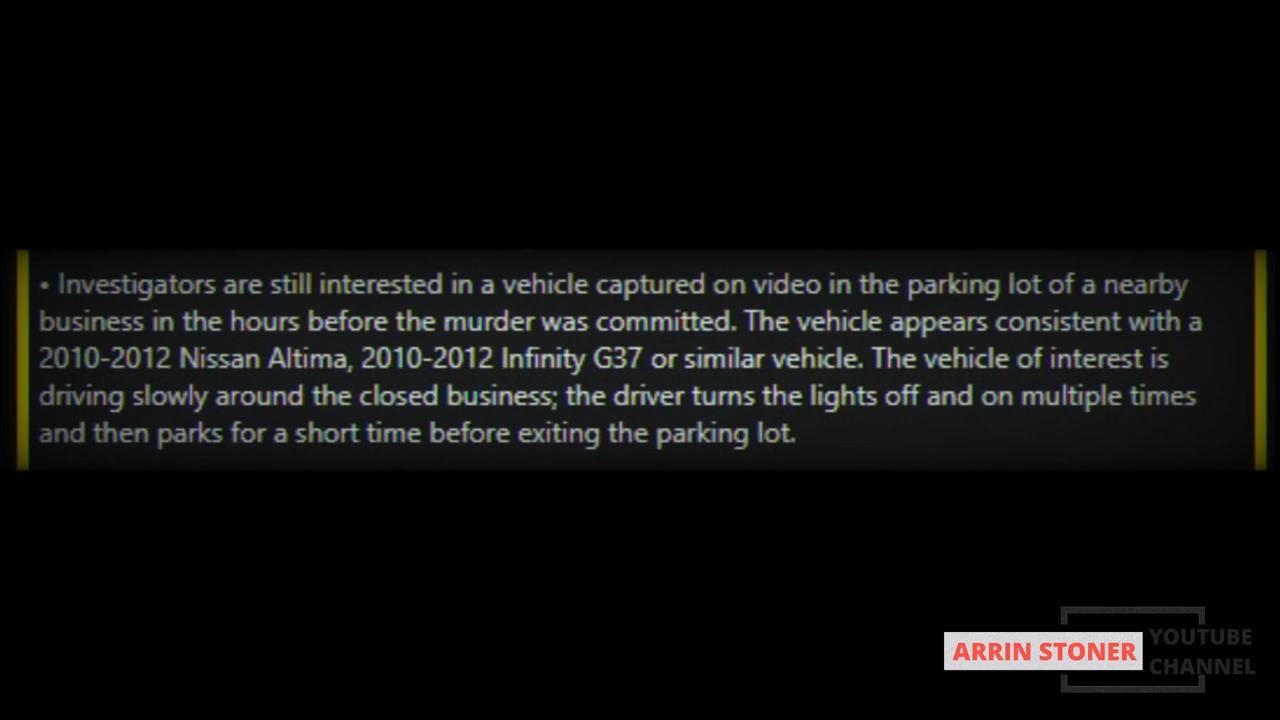 • Investigators are still interested in a vehicle captured on video in the parking lot of a nearby
business in the hours before the murder was committed. The vehicle appears consistent with a
2010-2012 Nissan Altima, 2010-2012 Infinity G37 or similar vehicle. The vehicle of interest is
driving slowly around the closed business; the driver turns the lights off and on multiple times
and then parks for a short time before exiting the parking lot.
ARRIN STONER
YOUTUBE
CHANNEL